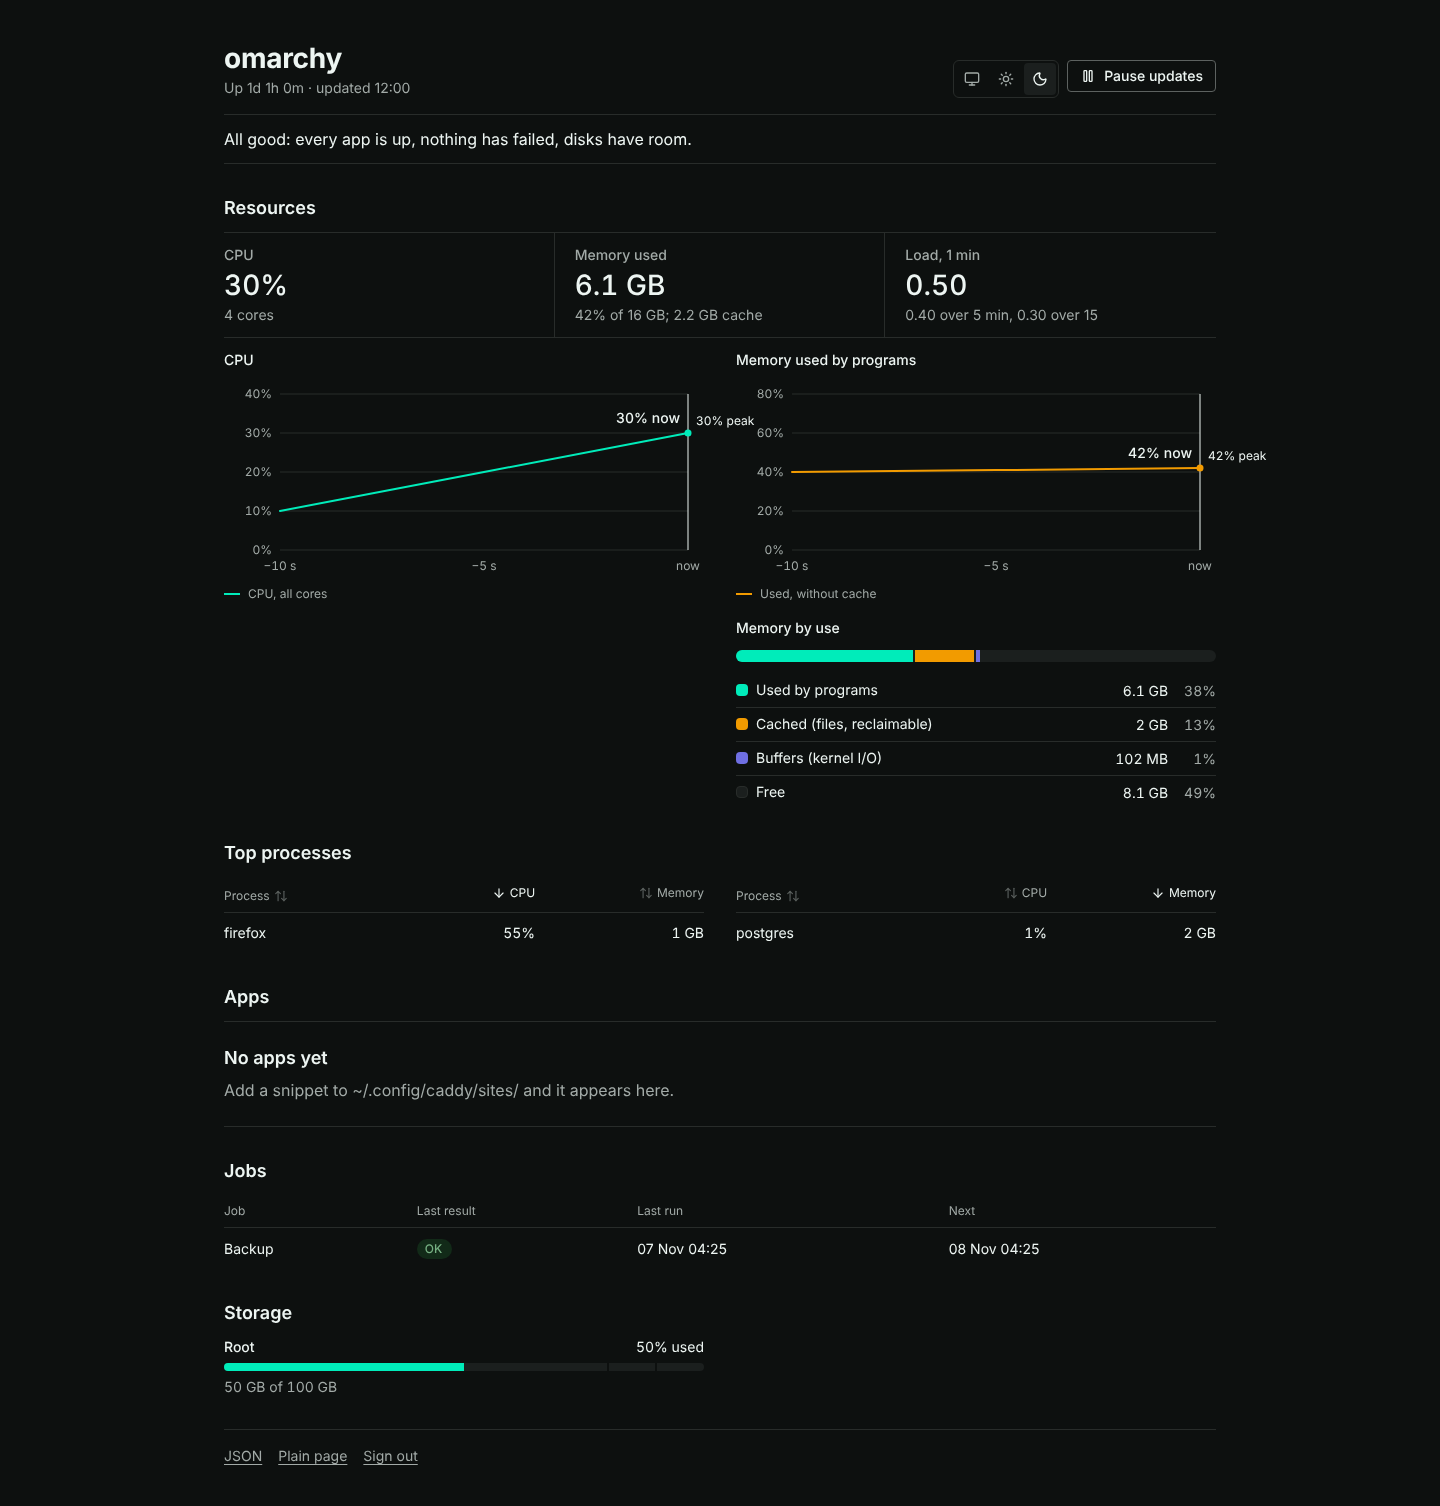 omarchy
Up 1d 1h 0m · updated 12:00
Pause updates
All good: every app is up, nothing has failed, disks have room.
Resources
CPU
30%
4 cores
Memory used
6.1 GB
42% of 16 GB; 2.2 GB cache
Load, 1 min
0.50
0.40 over 5 min, 0.30 over 15
CPU
40%
30%
20%
10%
0%
30% now
30% peak
−10 s
−5 s
now
CPU, all cores
Memory used by programs
80%
60%
40%
20%
0%
42% now
42% peak
−10 s
−5 s
now
Used, without cache
Memory by use
Used by programs 6.1 GB 38%
Cached (files, reclaimable) 2 GB 13%
Buffers (kernel I/O) 102 MB 1%
Free 8.1 GB 49%
Top processes
Process CPU Memory
firefox 55% 1 GB
Process CPU Memory
postgres 1% 2 GB
Apps
No apps yet
Add a snippet to ~/.config/caddy/sites/ and it appears here.
Jobs
Job Last result Last run Next
Backup OK 07 Nov 04:25 08 Nov 04:25
Storage
Root 50% used
50 GB of 100 GB
JSON Plain page Sign out